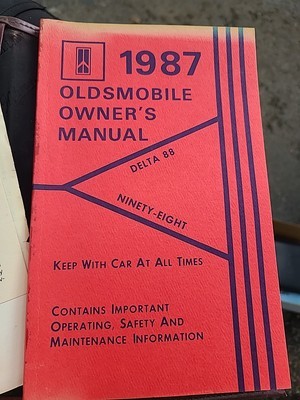 1987
OLDSMOBILE
OWNER'S
MANUAL
DELTA 88
NINETY-EIGHT
KEEP WITH CAR AT ALL TIMES
CONTAINS IMPORTANT
OPERATING, SAFETY AND
MAINTENANCE INFORMATION